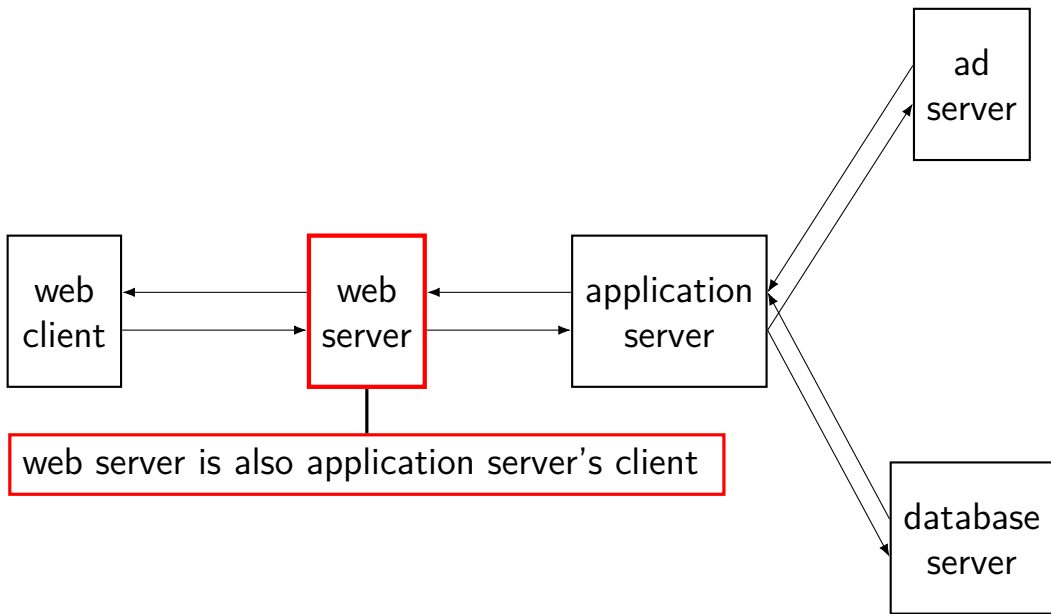 ad
server
web
client
web
server
application
server
web server is also application server's client
database
server